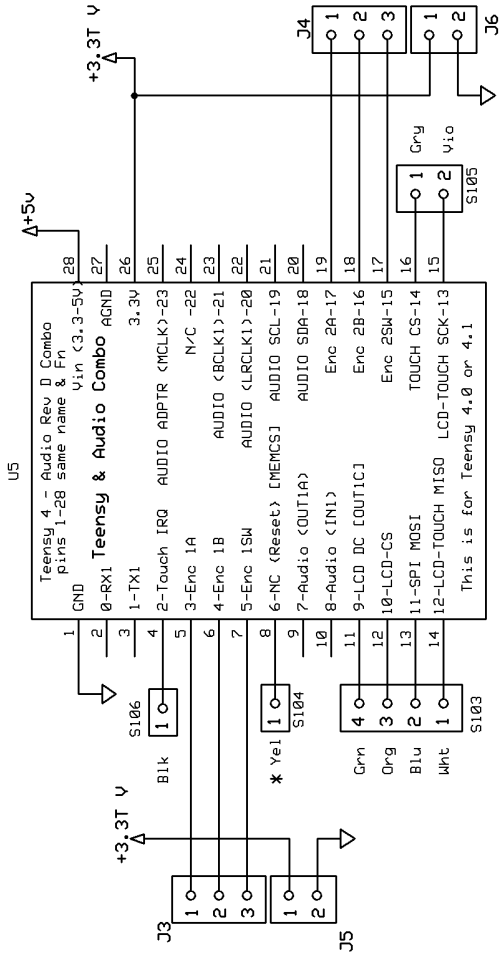 U5
Teensy 4 - Audio Rev D Combo
pins 1-28 same name & Fn
Vin (3.3-5V)
GND
0-RX1 Teensy & Audio Combo AGND
1-TX1 3.3V
2-Touch IRQ AUDIO ADPTR (MCLK)-23
3-Enc 1A N/C -22
4-Enc 1B AUDIO (BCLK1)-21
5-Enc 1SW AUDIO (LRCLK1)-20
6-NC (Reset) [MEMCS] AUDIO SCL-19
7-Audio (OUT1A) AUDIO SDA-18
8-Audio (IN1) Enc 2A-17
9-LCD DC [OUT1C] Enc 2B-16
10-LCD-CS Enc 2SW-15
11-SPI MOSI TOUCH CS-14
12-LCD-TOUCH MISO LCD-TOUCH SCK-13
This is for Teensy 4.0 or 4.1
1
2
3
4
5
6
7
8
9
10
11
12
13
14
28
27
26
25
24
23
22
21
20
19
18
17
16
15
+5v
+3.3T V
J4
1
2
3
J6
1
2
Gry
Vio
1
2
S105
+3.3T V
J3
1
2
3
J5
1
2
Blk
1
S106
* Yel
1
S104
Grn
Org
Blu
Wht
4
3
2
1
S103